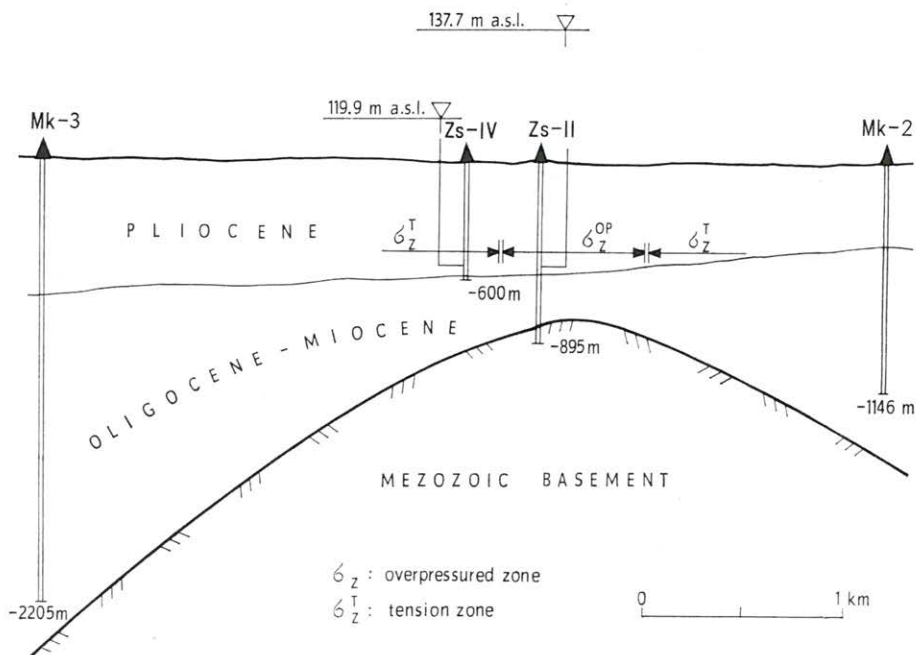 137.7 m a.s.l.
119.9 m a.s.l.
Mk-3
Zs-IV
Zs-II
Mk-2
PLIOCENE
σ_Z^T
σ_Z^OP
σ_Z^T
-600m
OLIGOCENE-MIOCENE
-895m
-1146 m
MEZOZOIC BASEMENT
σ_Z : overpressured zone
σ_Z^T : tension zone
0 1 km
-2205m